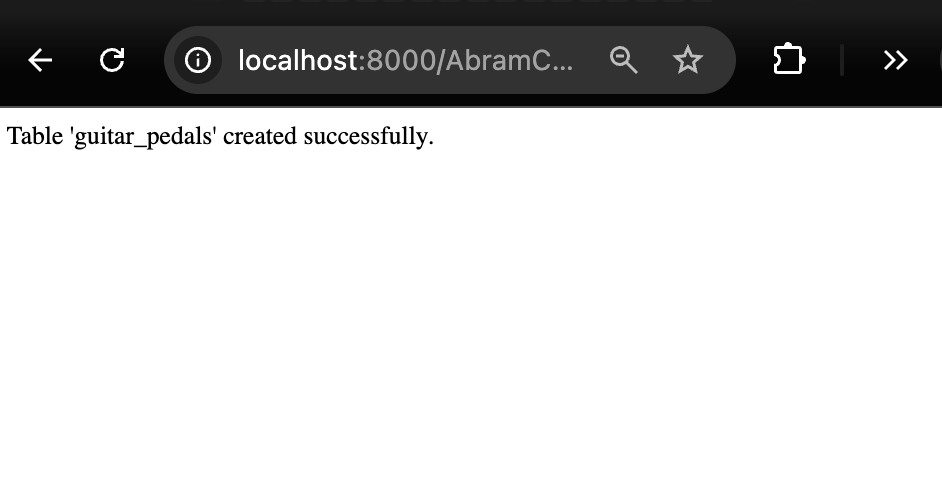 localhost:8000/AbramC...
Table 'guitar_pedals' created successfully.